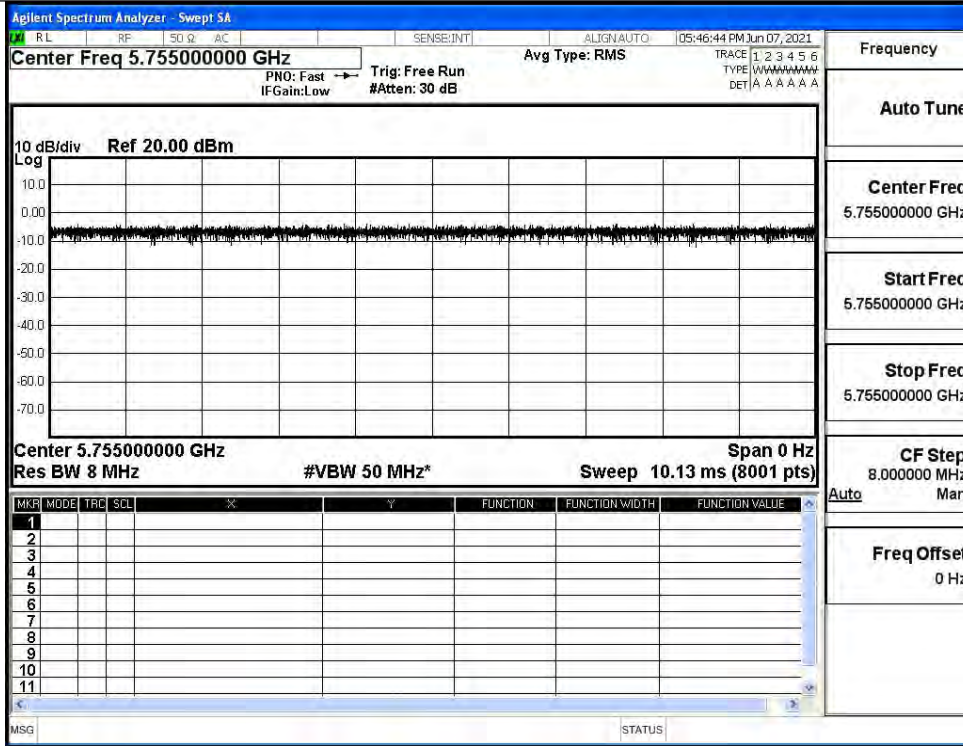 Agilent Spectrum Analyzer - Swept SA
LXI RL RF 50 Ω AC SENSE:INT ALIGNAUTO 05:46:44 PM Jun 07, 2021
Center Freq 5.755000000 GHz Avg Type: RMS TRACE 1 2 3 4 5 6
PNO: Fast Trig: Free Run TYPE WWWWWW
IFGain:Low #Atten: 30 dB DET A A A A A A
10 dB/div Ref 20.00 dBm
Log
10.0
0.00
-10.0
-20.0
-30.0
-40.0
-50.0
-60.0
-70.0
Center 5.755000000 GHz Span 0 Hz
Res BW 8 MHz #VBW 50 MHz* Sweep 10.13 ms (8001 pts)
MKR MODE TRC SCL X Y FUNCTION FUNCTION WIDTH FUNCTION VALUE
1
2
3
4
5
6
7
8
9
10
11
MSG STATUS
Frequency
Auto Tune
Center Freq
5.755000000 GHz
Start Freq
5.755000000 GHz
Stop Freq
5.755000000 GHz
CF Step
8.000000 MHz
Auto Man
Freq Offset
0 Hz